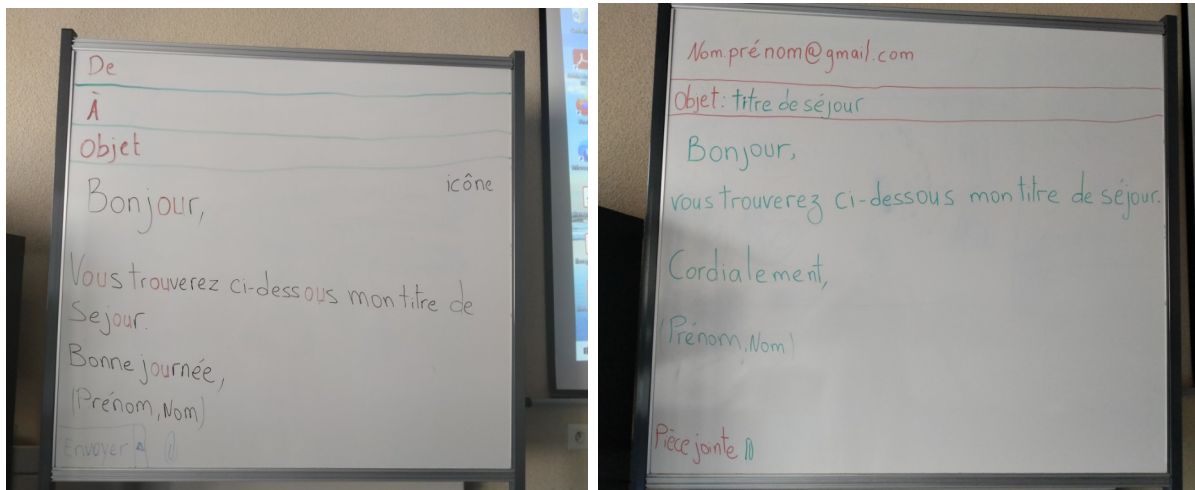 De
À
Objet
icône
Bonjour,
Vous trouverez ci-dessous mon titre de
Sejour.
Bonne journée,
(Prénom, Nom)
Envoyer
Nom.prénom@gmail.com
Objet: titre de séjour
Bonjour,
vous trouverez ci-dessous mon titre de séjour.
Cordialement,
(Prénom, Nom)
Pièce jointe